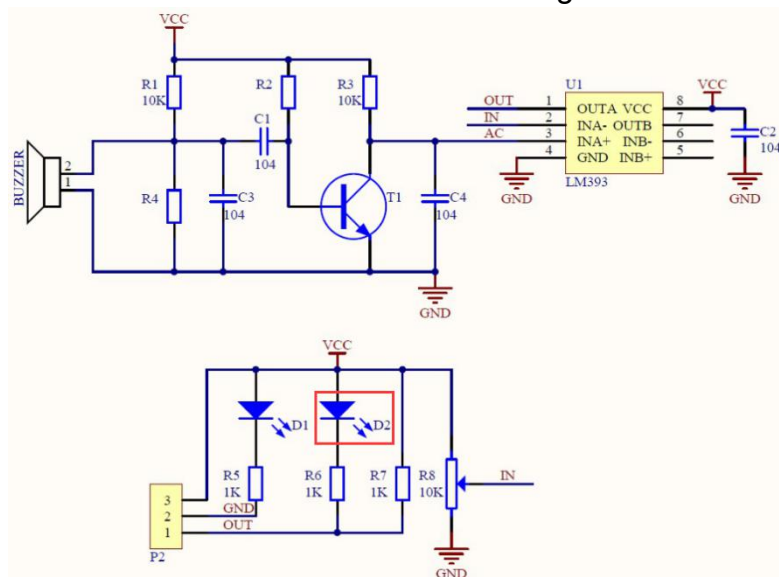 VCC
R1
10K
R2
R3
10K
C1
104
BUZZER
2
1
R4
C3
104
T1
C4
104
GND
U1
OUT
1
OUTA
VCC
8
VCC
IN
2
INA-
OUTB
7
AC
3
INA+
INB-
6
4
GND
INB+
5
LM393
GND
C2
104
GND
VCC
D1
D2
R5
1K
R6
1K
R7
1K
R8
10K
IN
3
GND
2
OUT
1
P2
GND